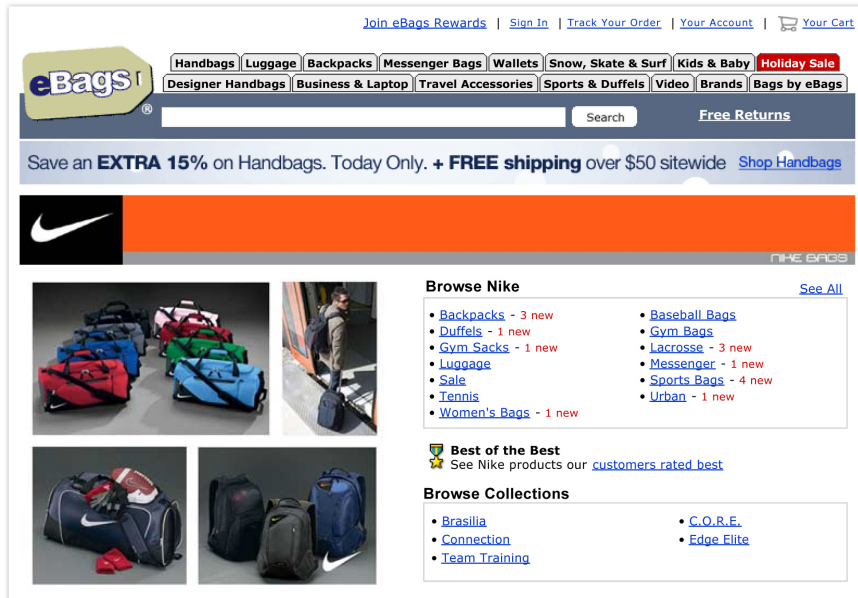 Join eBags Rewards | Sign In | Track Your Order | Your Account | Your Cart
Handbags Luggage Backpacks Messenger Bags Wallets Snow, Skate & Surf Kids & Baby Holiday Sale
eBags
Designer Handbags Business & Laptop Travel Accessories Sports & Duffels Video Brands Bags by eBags
®
Search Free Returns
Save an EXTRA 15% on Handbags. Today Only. + FREE shipping over $50 sitewide Shop Handbags
NIKE BAGS
Browse Nike See All
• Backpacks - 3 new
• Duffels - 1 new
• Gym Sacks - 1 new
• Luggage
• Sale
• Tennis
• Women's Bags - 1 new
• Baseball Bags
• Gym Bags
• Lacrosse - 3 new
• Messenger - 1 new
• Sports Bags - 4 new
• Urban - 1 new
Best of the Best
See Nike products our customers rated best
Browse Collections
• Brasilia
• Connection
• Team Training
• C.O.R.E.
• Edge Elite